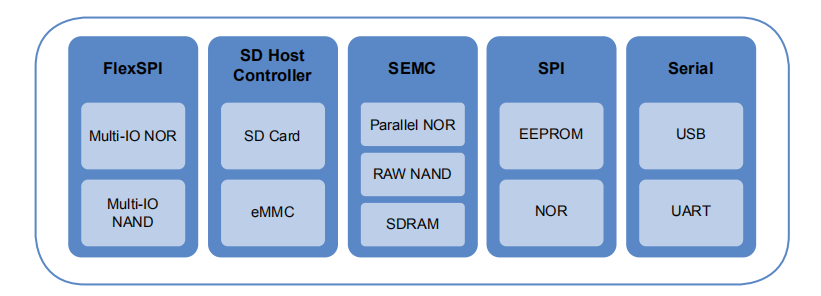 FlexSPI
Multi-IO NOR
Multi-IO
NAND
SD Host
Controller
SD Card
eMMC
SEMC
Parallel NOR
RAW NAND
SDRAM
SPI
EEPROM
NOR
Serial
USB
UART